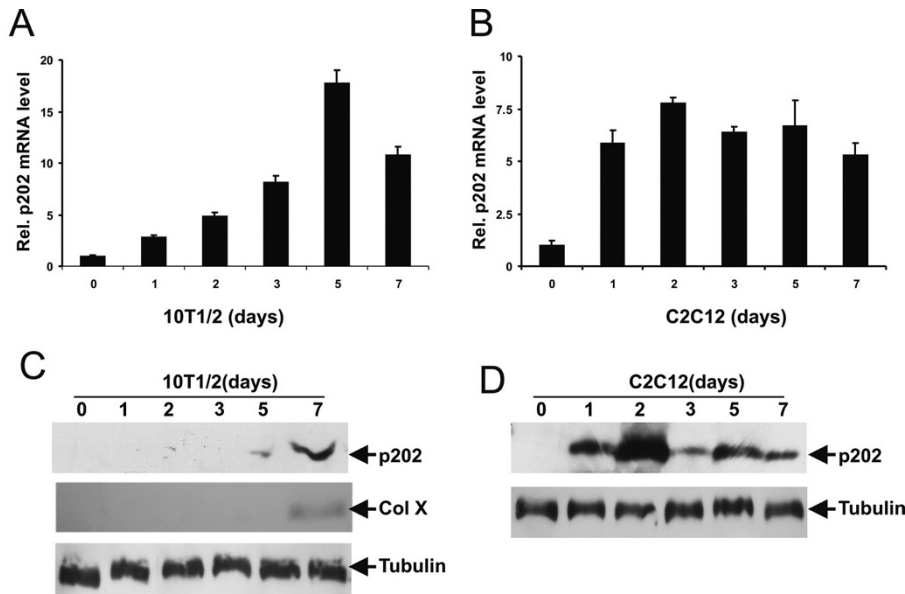 A
Rel. p202 mRNA level
20
15
10
5
0
0 1 2 3 5 7
10T1/2 (days)
B
Rel. p202 mRNA level
10
7.5
5
2.5
0
0 1 2 3 5 7
C2C12 (days)
C
10T1/2(days)
0 1 2 3 5 7
p202
Col X
Tubulin
D
C2C12(days)
0 1 2 3 5 7
p202
Tubulin